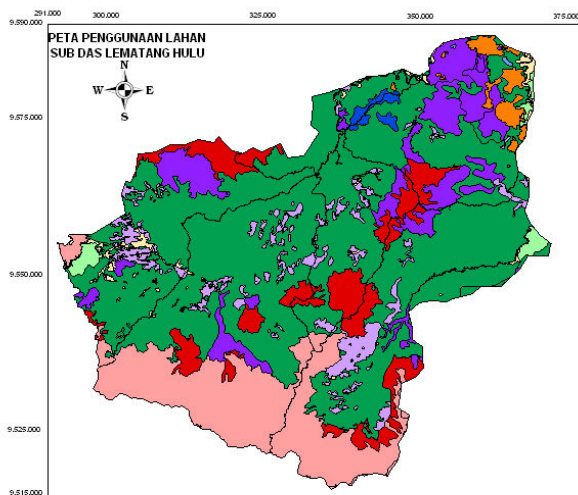 291.000 300.000 325.000 350.000 375.000
9.590.000
PETA PENGGUNAAN LAHAN
SUB DAS LEMATANG HULU
N
W E
S
9.575.000
9.550.000
9.525.000
9.515.000